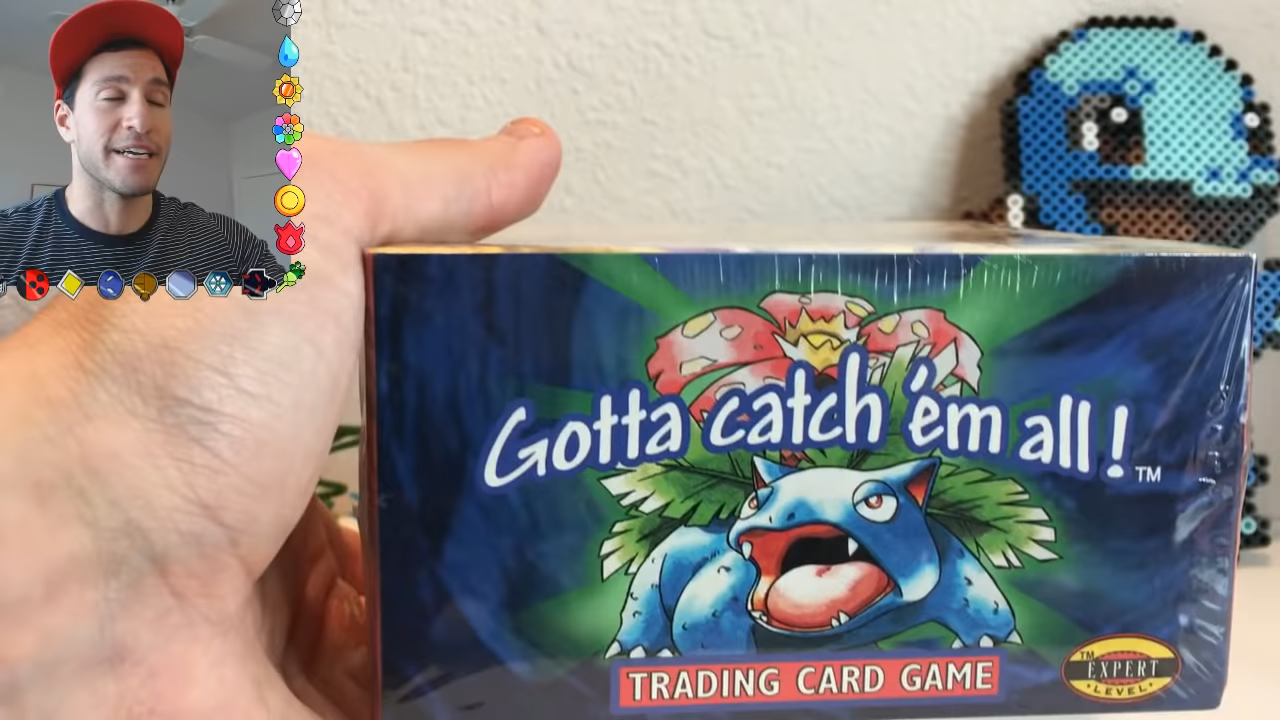 Gotta catch 'em all!
TM
TRADING CARD GAME
TM
EXPERT
LEVEL